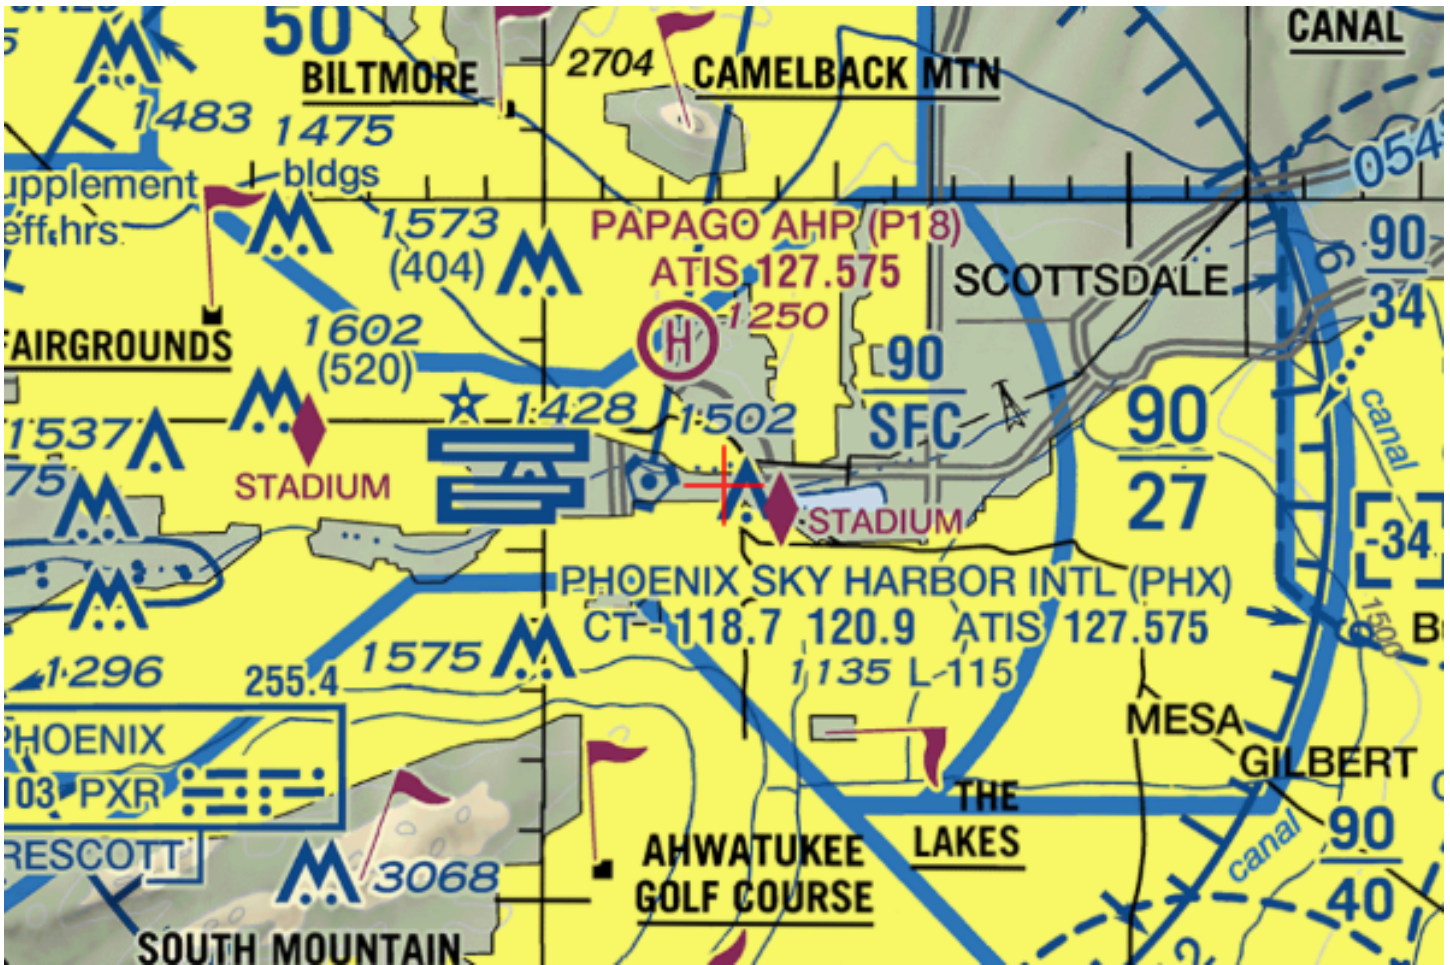 50
CANAL
BILTMORE
2704
CAMELBACK MTN
1483
1475
bldgs
054
upplement
eff hrs.
1573
(404)
PAPAGO AHP (P18)
ATIS 127.575
1250
SCOTTSDALE
90
34
6
FAIRGROUNDS
1602
(520)
90
SFC
1428
1502
90
27
canal
1537
75
STADIUM
STADIUM
-34
PHOENIX SKY HARBOR INTL (PHX)
CT - 118.7 120.9 ATIS 127.575
1135 L 115
1500
1296
255.4
1575
MESA
GILBERT
PHOENIX
103 PXR
RESCOTT
THE
LAKES
AHWATUKEE
GOLF COURSE
3068
SOUTH MOUNTAIN
canal
90
40